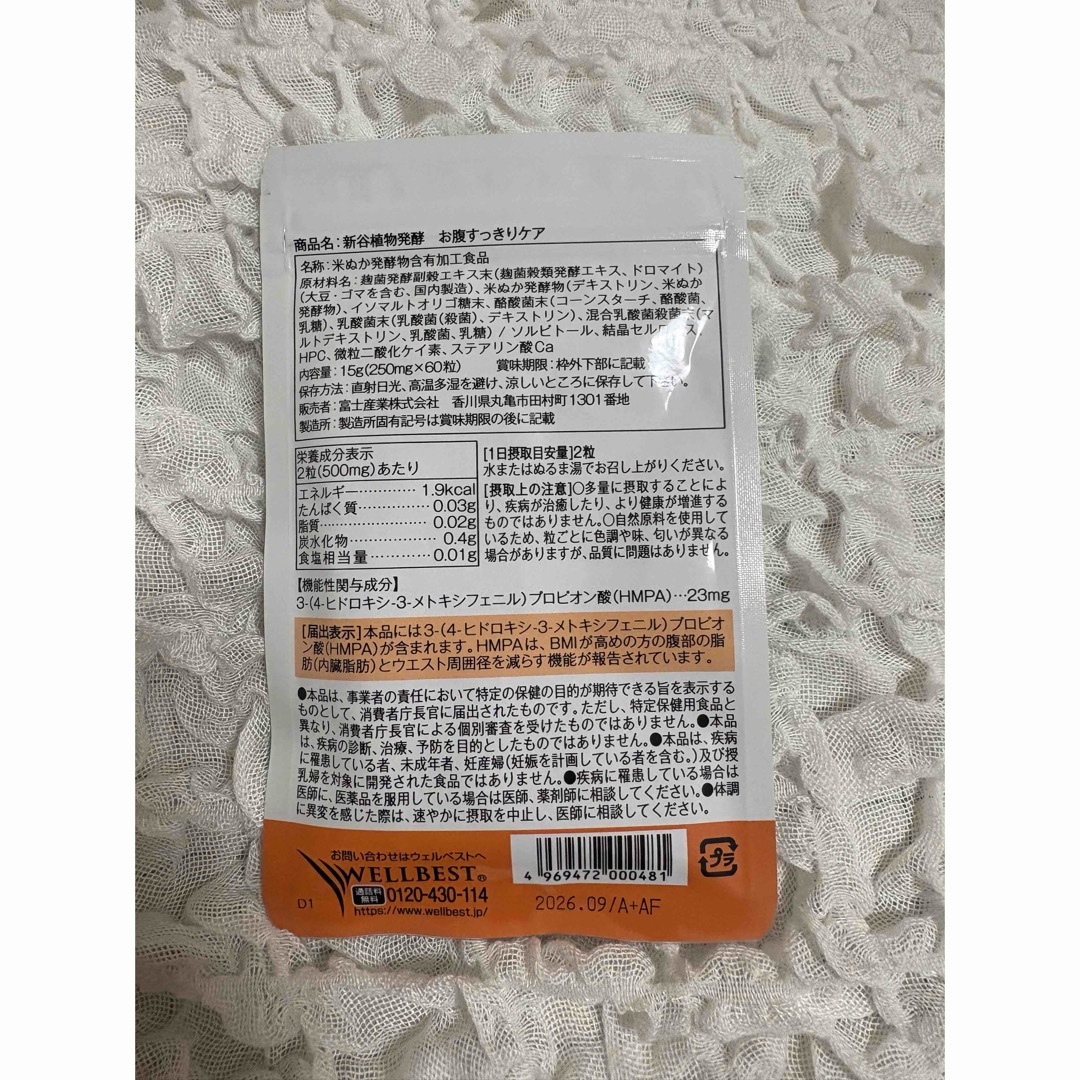 商品名:新谷植物発酵 お腹すっきりケア
名称:米ぬか発酵物含有加工食品
原材料名:麹菌発酵副穀エキス末(麹菌穀類発酵エキス、ドロマイト)
(大豆・ゴマを含む、国内製造)、米ぬか発酵物(デキストリン、米ぬか
発酵物)、イソマルトオリゴ糖末、酪酸菌末(コーンスターチ、酪酸菌、
乳糖)、乳酸菌末(乳酸菌(殺菌)、デキストリン)、混合乳酸菌殺菌末(マ
ルトデキストリン、乳酸菌、乳糖)/ソルビトール、結晶セルロース、
HPC、微粒二酸化ケイ素、ステアリン酸Ca
内容量:15g(250mg×60粒) 賞味期限:枠外下部に記載
保存方法:直射日光、高温多湿を避け、涼しいところに保存して下さい。
販売者:富士産業株式会社 香川県丸亀市田村町1301番地
製造所:製造所固有記号は賞味期限の後に記載
栄養成分表示
2粒(500mg)あたり
エネルギー…………1.9kcal
たんぱく質…………0.03g
脂質…………0.02g
炭水化物…………0.4g
食塩相当量…………0.01g
[1日摂取目安量]2粒
水またはぬるま湯でお召し上がりください。
[摂取上の注意]○多量に摂取することによ
り、疾病が治癒したり、より健康が増進する
ものではありません。○自然原料を使用して
いるため、粒ごとに色調や味、匂いが異なる
場合がありますが、品質に問題はありません。
【機能性関与成分】
3-(4-ヒドロキシ-3-メトキシフェニル)プロピオン酸(HMPA)…23mg
[届出表示]本品には3-(4-ヒドロキシ-3-メトキシフェニル)プロピオ
ン酸(HMPA)が含まれます。HMPAは、BMIが高めの方の腹部の脂
肪(内臓脂肪)とウエスト周囲径を減らす機能が報告されています。
●本品は、事業者の責任において特定の保健の目的が期待できる旨を表示する
ものとして、消費者庁長官に届出されたものです。ただし、特定保健用食品と
異なり、消費者庁長官による個別審査を受けたものではありません。●本品
は、疾病の診断、治療、予防を目的としたものではありません。●本品は、疾病
に罹患している者、未成年者、妊産婦(妊娠を計画している者を含む。)及び授
乳婦を対象に開発された食品ではありません。●疾病に罹患している場合は
医師に、医薬品を服用している場合は医師、薬剤師に相談してください。●体調
に異変を感じた際は、速やかに摂取を中止し、医師に相談してください。
お問い合わせはウェルベストへ
WELLBEST®
通話料
無料 0120-430-114
https://www.wellbest.jp/
D1
4 969472 000481
2026.09/A+AF
プラ